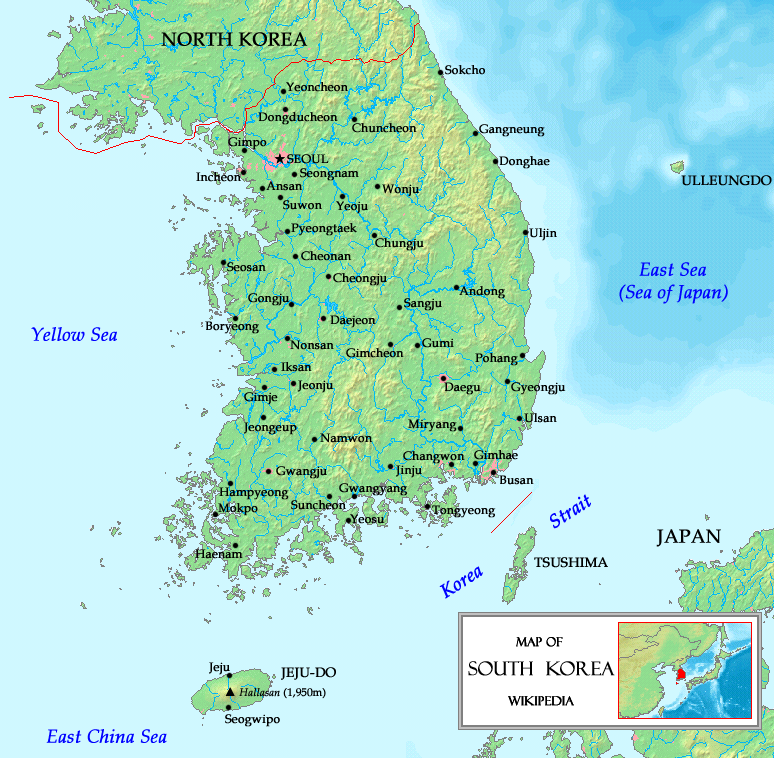 NORTH KOREA
Sokcho
Yeoncheon
Dongducheon
Chuncheon
Gangneung
Gimpo
SEOUL
Donghae
Incheon
Seongnam
ULLEUNGDO
Ansan
Wonju
Suwon
Yeoju
Pyeongtaek
Uljin
Chungju
Cheonan
Seosan
East Sea
(Sea of Japan)
Cheongju
Andong
Gongju
Sangju
Boryeong
Daejeon
Yellow Sea
Nonsan
Gumi
Gimcheon
Pohang
Iksan
Jeonju
Daegu
Gyeongju
Gimje
Ulsan
Jeongeup
Miryang
Namwon
Changwon
Gimhae
Gwangju
Jinju
Busan
Hampyeong
Gwangyang
Suncheon
Mokpo
Tongyeong
Yeosu
Korea Strait
JAPAN
Haenam
TSUSHIMA
Jeju
JEJU-DO
Hallasan (1,950m)
Seogwipo
East China Sea
MAP OF
SOUTH KOREA
WIKIPEDIA